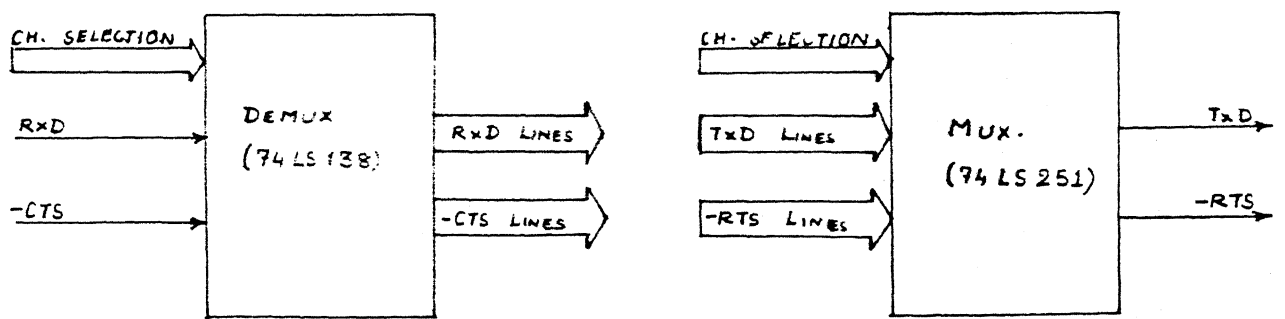 CH. SELECTION
RxD
-CTS
DEMUX
(74 LS 138)
RxD LINES
-CTS LINES
CH. SELECTION
TxD LINES
-RTS LINES
MUX.
(74 LS 251)
TxD
-RTS